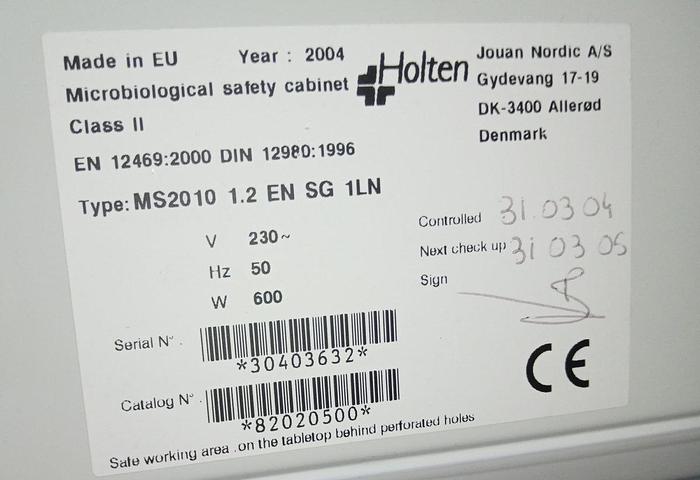 Made in EU Year : 2004
Microbiological safety cabinet
Class II
EN 12469:2000 DIN 12980:1996
Type: MS2010 1.2 EN SG 1LN
Holten
Jouan Nordic A/S
Gydevang 17-19
DK-3400 Allerød
Denmark
V 230~
Hz 50
W 600
Controlled 31 03 04
Next check up 31 03 05
Sign
Serial N° .
*30403632*
Catalog N° .
*82020500*
CE
Safe working area .on the tabletop behind perforated holes